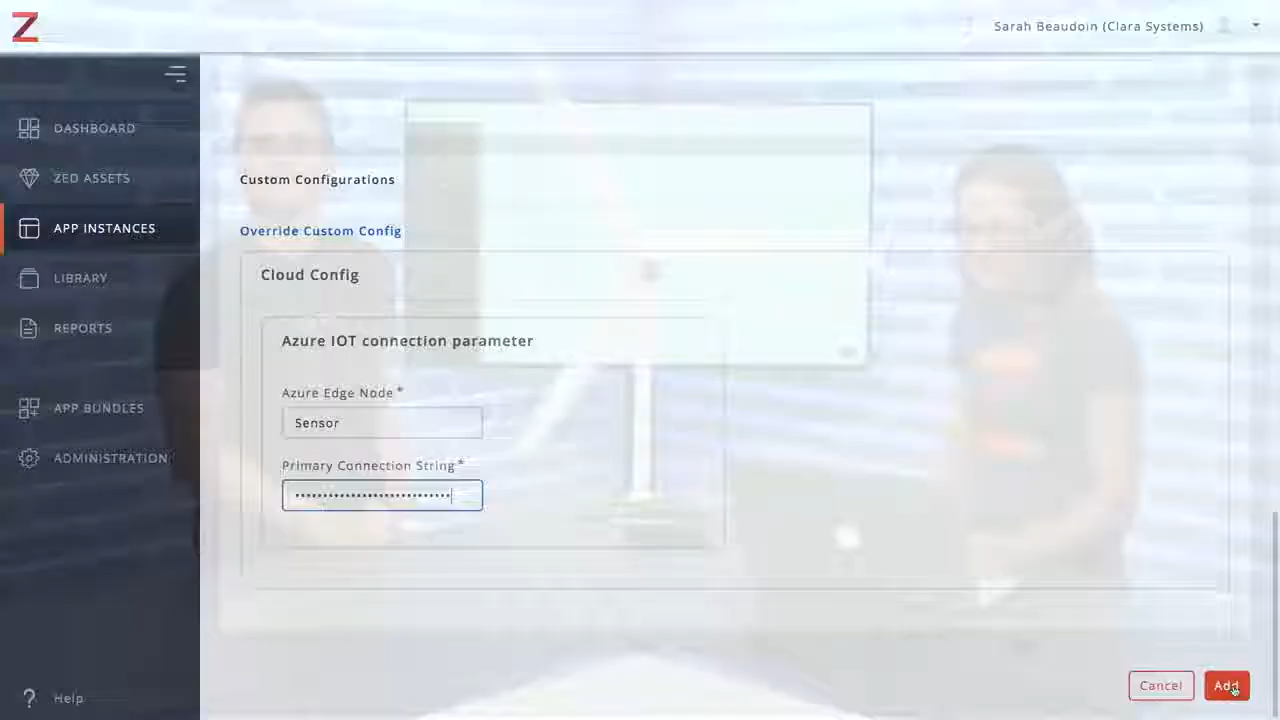 Z
Sarah Beaudoin (Clara Systems)
DASHBOARD
ZED ASSETS
APP INSTANCES
LIBRARY
REPORTS
APP BUNDLES
ADMINISTRATION
Help
Custom Configurations
Override Custom Config
Cloud Config
Azure IOT connection parameter
Azure Edge Node *
Sensor
Primary Connection String *
Cancel
Add